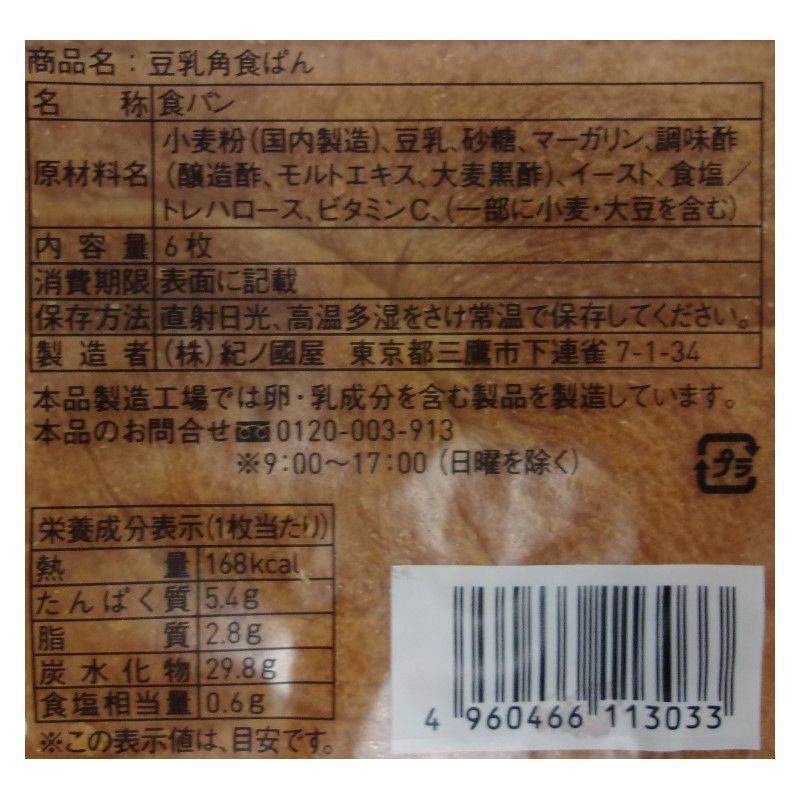 商品名：豆乳角食ぱん
名称 食パン
原材料名 小麦粉(国内製造)、豆乳、砂糖、マーガリン、調味酢
(醸造酢、モルトエキス、大麦黒酢)、イースト、食塩／
トレハロース、ビタミンC、(一部に小麦・大豆を含む)
内容量 6枚
消費期限 表面に記載
保存方法 直射日光、高温多湿をさけ常温で保存してください。
製造者 (株)紀ノ國屋 東京都三鷹市下連雀7-1-34
本品製造工場では卵・乳成分を含む製品を製造しています。
本品のお問合せ 0120-003-913
※9:00～17:00 (日曜を除く)
プラ
栄養成分表示(1枚当たり)
熱量 168kcal
たんぱく質 5.4g
脂質 2.8g
炭水化物 29.8g
食塩相当量 0.6g
※この表示値は、目安です。
4 960466 113033